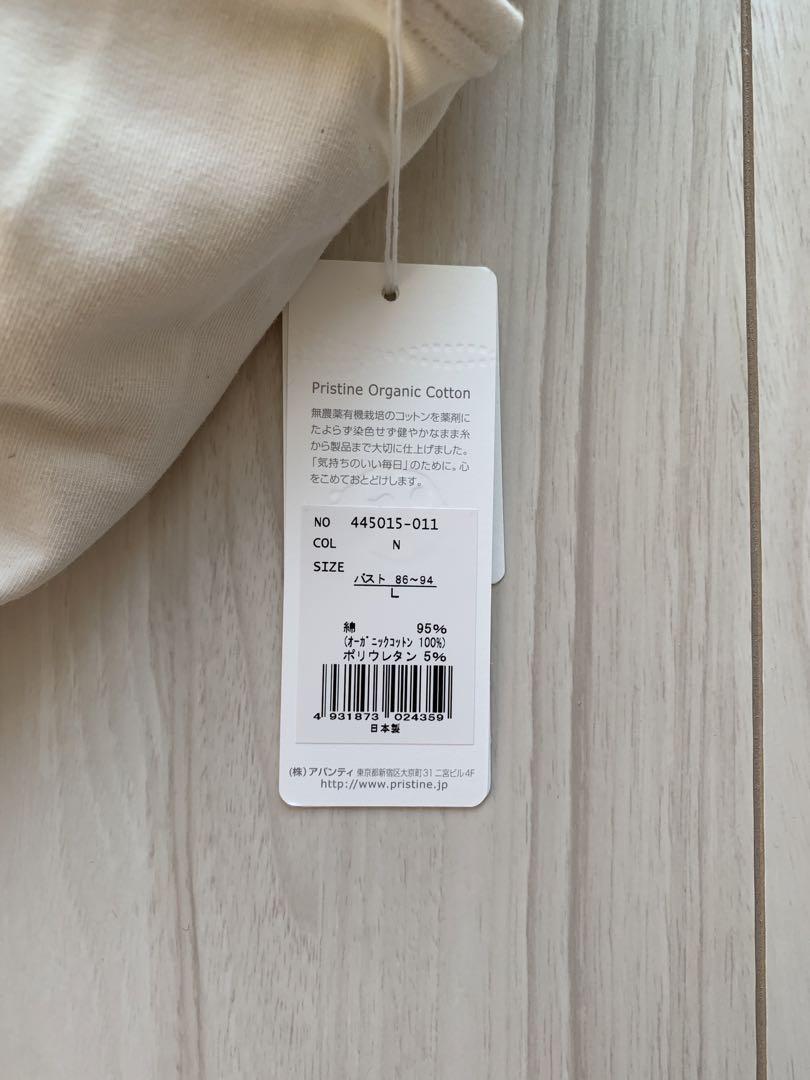 Pristine Organic Cotton
無農薬有機栽培のコットンを薬剤に
たよらず染色せず健やかなまま糸
から製品まで大切に仕上げました。
「気持ちのいい毎日」のために。心
をこめておとどけします。
NO 445015-011
COL N
SIZE
バスト 86~94
L
綿 95%
(オーガニックコットン 100%)
ポリウレタン 5%
4 931873 024359
日本製
(株)アバンティ 東京都新宿区大京町31 二宮ビル4F
http://www.pristine.jp